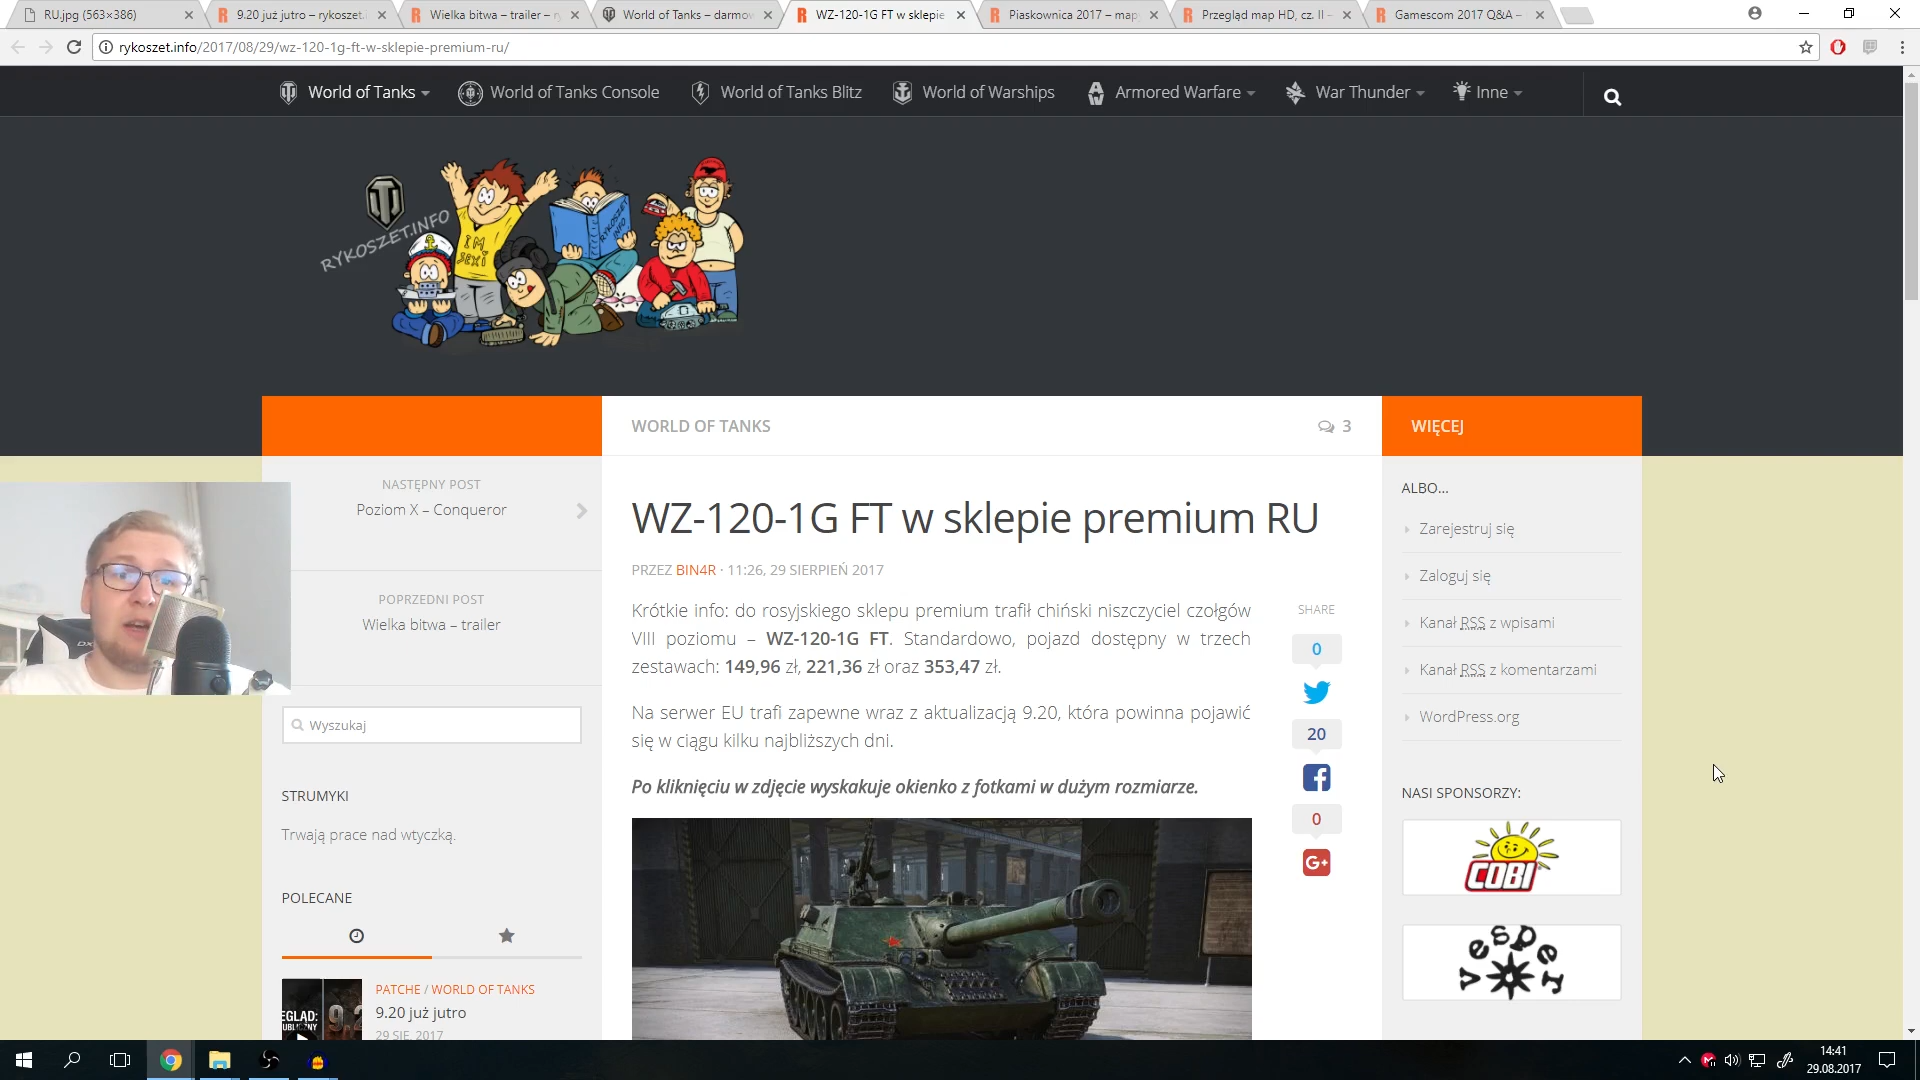 RU.jpg (563×386)
9.20 już jutro – rykoszet.i
Wielka bitwa – trailer – ry
World of Tanks – darmow
WZ-120-1G FT w sklepie
Piaskownica 2017 – map
Przegląd map HD, cz. II –
Gamescom 2017 Q&A –
rykoszet.info/2017/08/29/wz-120-1g-ft-w-sklepie-premium-ru/
World of Tanks
World of Tanks Console
World of Tanks Blitz
World of Warships
Armored Warfare
War Thunder
Inne
RYKOSZET.INFO
I'M
SEXI
RYKOSZET
INFO
WORLD OF TANKS
3
WIĘCEJ
NASTĘPNY POST
Poziom X – Conqueror
POPRZEDNI POST
Wielka bitwa – trailer
Wyszukaj
STRUMYKI
Trwają prace nad wtyczką.
POLECANE
PATCHE / WORLD OF TANKS
9.20 już jutro
29 SIE, 2017
WZ-120-1G FT w sklepie premium RU
PRZEZ BIN4R · 11:26, 29 SIERPIEŃ 2017
Krótkie info: do rosyjskiego sklepu premium trafił chiński niszczyciel czołgów
VIII poziomu – WZ-120-1G FT. Standardowo, pojazd dostępny w trzech
zestawach: 149,96 zł, 221,36 zł oraz 353,47 zł.
Na serwer EU trafi zapewne wraz z aktualizacją 9.20, która powinna pojawić
się w ciągu kilku najbliższych dni.
Po kliknięciu w zdjęcie wyskakuje okienko z fotkami w dużym rozmiarze.
SHARE
0
20
0
G+
ALBO...
Zarejestruj się
Zaloguj się
Kanał RSS z wpisami
Kanał RSS z komentarzami
WordPress.org
NASI SPONSORZY:
COBI
vesper
14:41
29.08.2017